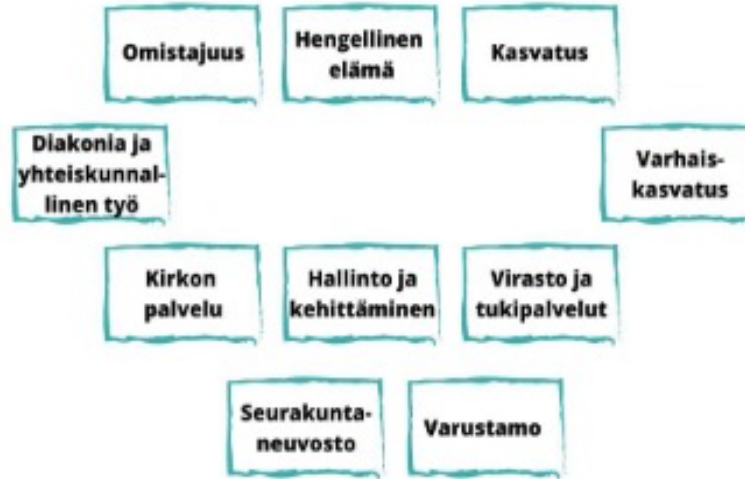 Omistajuus
Hengellinen
elämä
Kasvatus
Diakonia ja
yhteiskunnal-
linen työ
Varhais-
kasvatus
Kirkon
palvelu
Hallinto ja
kehittäminen
Virasto ja
tukipalvelut
Seurakunta-
neuvosto
Varustamo